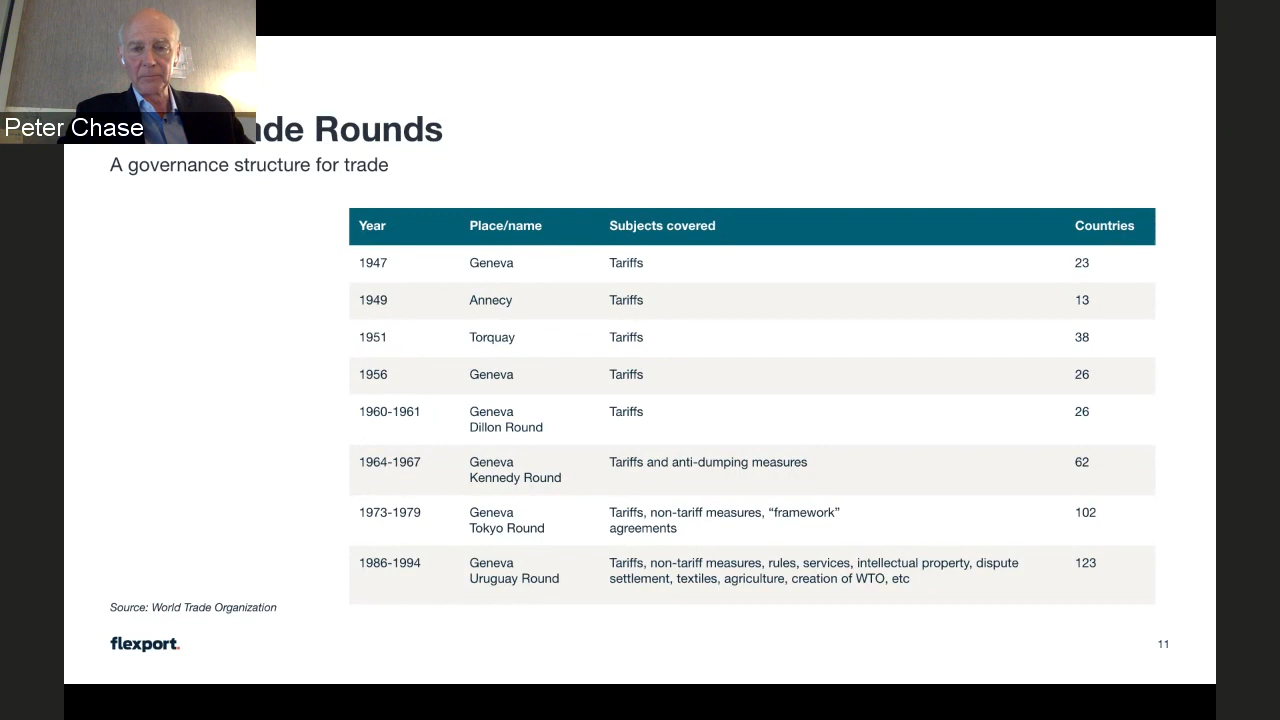 Peter Chase
ade Rounds
A governance structure for trade
Year Place/name Subjects covered Countries
1947 Geneva Tariffs 23
1949 Annecy Tariffs 13
1951 Torquay Tariffs 38
1956 Geneva Tariffs 26
1960-1961 Geneva Tariffs 26
Dillon Round
1964-1967 Geneva Tariffs and anti-dumping measures 62
Kennedy Round
1973-1979 Geneva Tariffs, non-tariff measures, “framework” 102
Tokyo Round agreements
1986-1994 Geneva Tariffs, non-tariff measures, rules, services, intellectual property, dispute 123
Uruguay Round settlement, textiles, agriculture, creation of WTO, etc
Source: World Trade Organization
flexport.
11